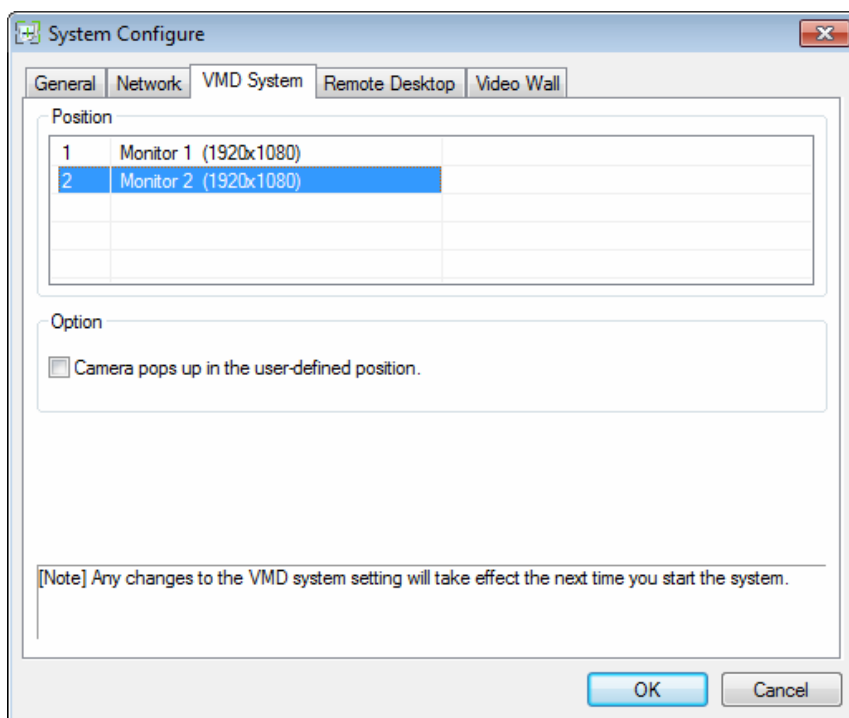 System Configure
General Network VMD System Remote Desktop Video Wall
Position
1 Monitor 1 (1920x1080)
2 Monitor 2 (1920x1080)
Option
Camera pops up in the user-defined position.
[Note] Any changes to the VMD system setting will take effect the next time you start the system.
OK Cancel